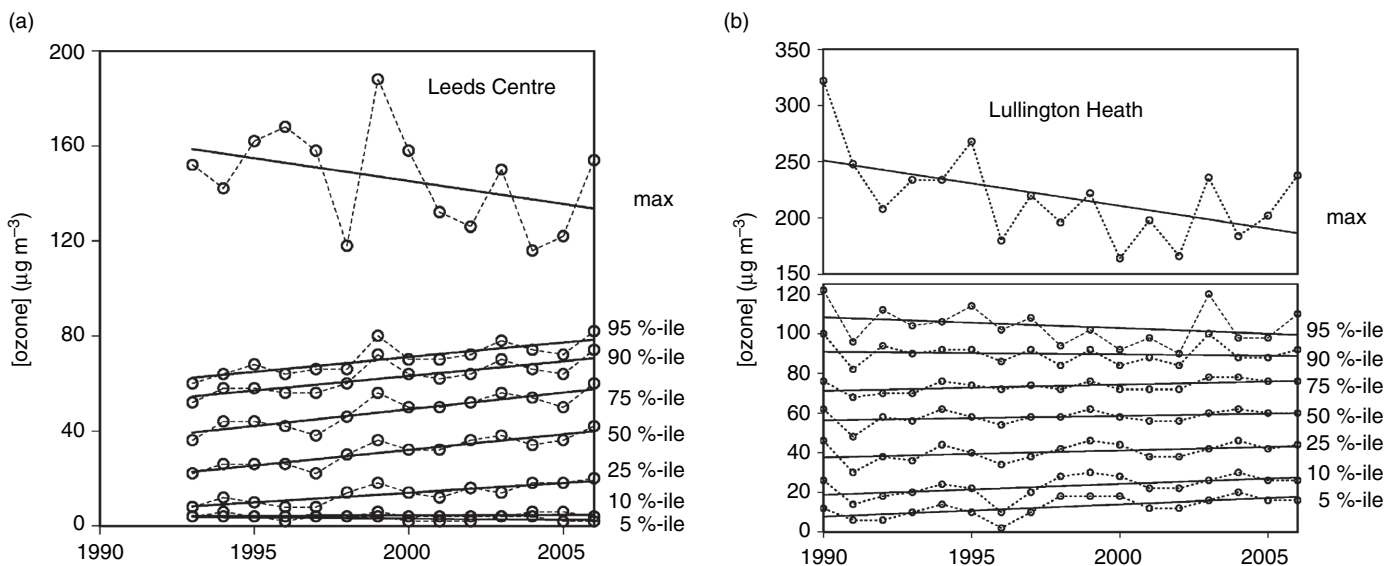 (a)
[ozone] (μg m⁻³)
200
160
120
80
40
0
1990
1995
2000
2005
Leeds Centre
max
95 %-ile
90 %-ile
75 %-ile
50 %-ile
25 %-ile
10 %-ile
5 %-ile
(b)
[ozone] (μg m⁻³)
350
300
250
200
150
120
100
80
60
40
20
0
1990
1995
2000
2005
Lullington Heath
max
95 %-ile
90 %-ile
75 %-ile
50 %-ile
25 %-ile
10 %-ile
5 %-ile